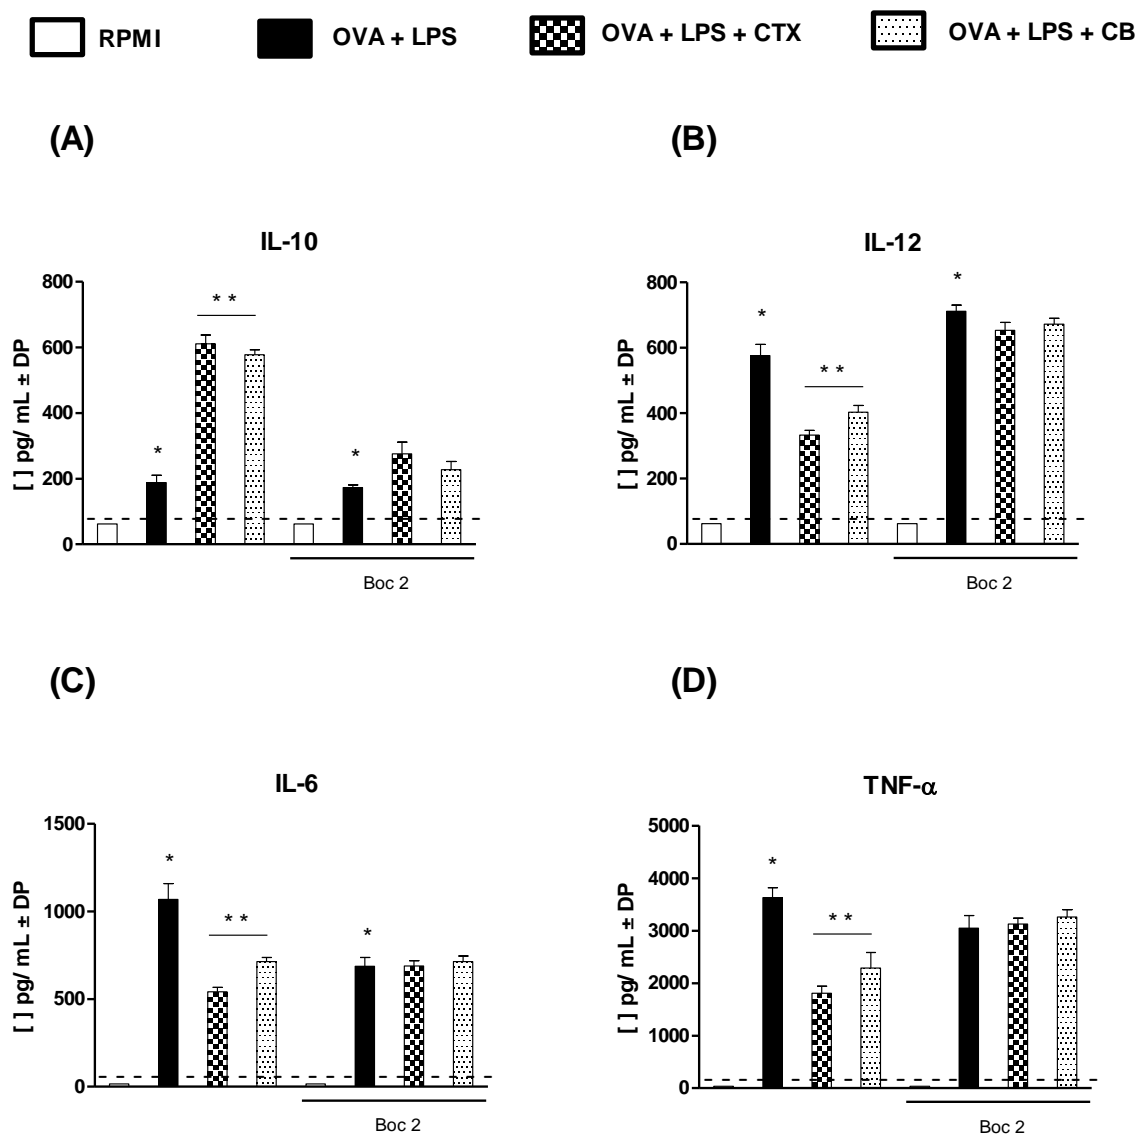 RPMI OVA + LPS OVA + LPS + CTX OVA + LPS + CB
(A) (B)
IL-10 IL-12
[ ] pg/ mL ± DP
800
600
400
200
0
* * * *
Boc 2
[ ] pg/ mL ± DP
800
600
400
200
0
* * * *
Boc 2
(C) (D)
IL-6 TNF-α
[ ] pg/ mL ± DP
1500
1000
500
0
* * * *
Boc 2
[ ] pg/ mL ± DP
5000
4000
3000
2000
1000
0
* * *
Boc 2